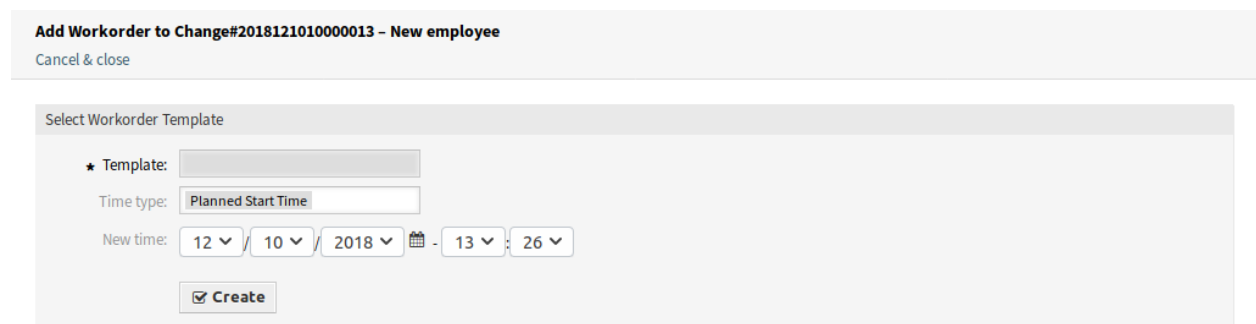 Add Workorder to Change#2018121010000013 – New employee
Cancel & close
Select Workorder Template
★ Template:
Time type: Planned Start Time
New time: 12 / 10 / 2018 - 13 : 26
Create